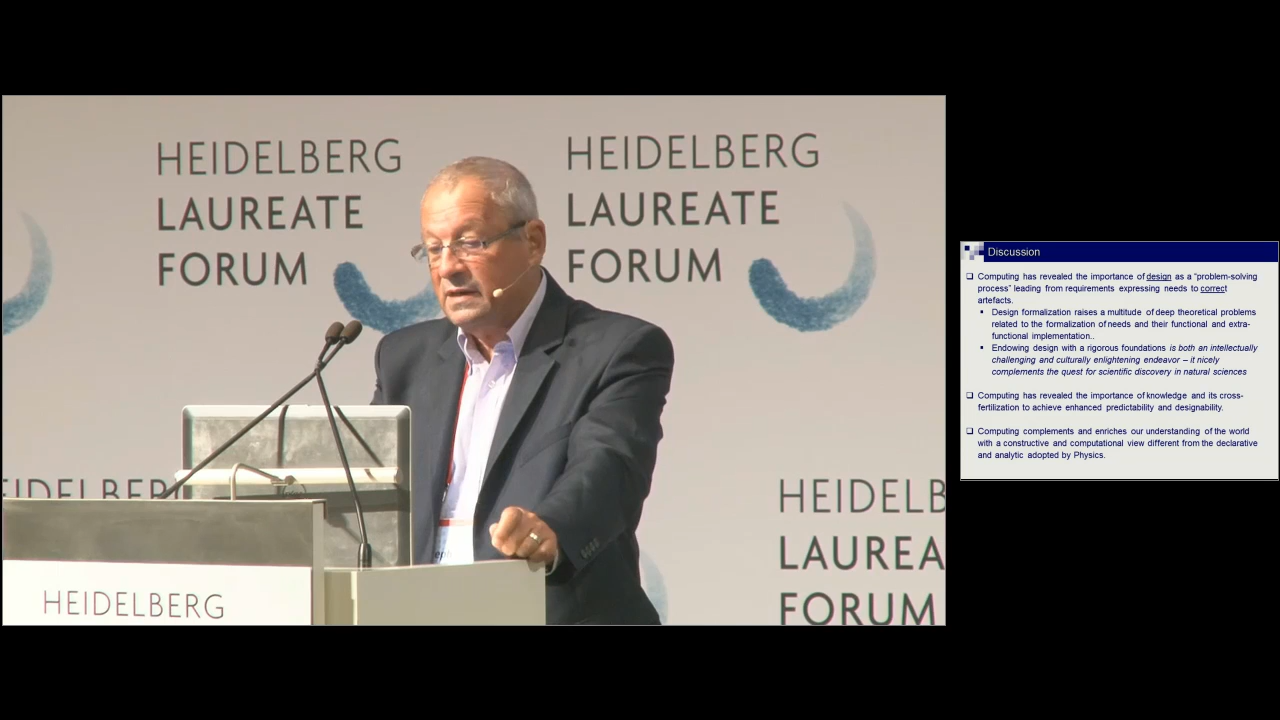 HEIDELBERG
LAUREATE
FORUM
HEIDELBERG
LAUREATE
FORUM
HEIDELB
LAUREA
FORUM
HEIDELBERG
Discussion
Computing has revealed the importance of design as a "problem-solving
process" leading from requirements expressing needs to correct
artefacts.
Design formalization raises a multitude of deep theoretical problems
related to the formalization of needs and their functional and extra-
functional implementation..
Endowing design with a rigorous foundations is both an intellectually
challenging and culturally enlightening endeavor – it nicely
complements the quest for scientific discovery in natural sciences
Computing has revealed the importance of knowledge and its cross-
fertilization to achieve enhanced predictability and designability.
Computing complements and enriches our understanding of the world
with a constructive and computational view different from the declarative
and analytic adopted by Physics.